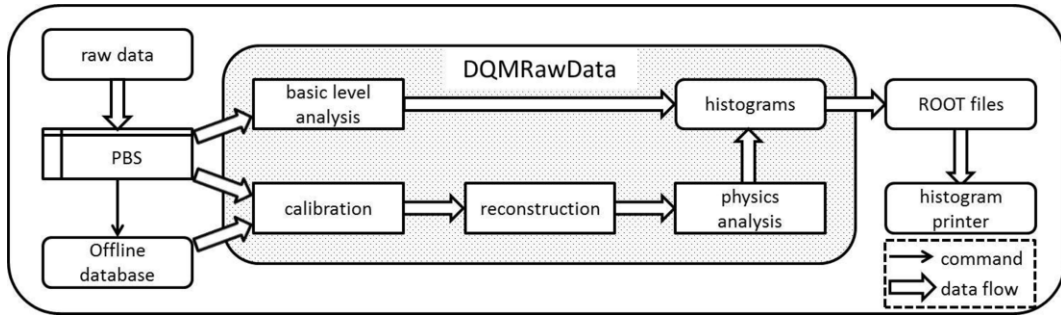 raw data
PBS
Offline
database
DQMRawData
basic level
analysis
histograms
calibration
reconstruction
physics
analysis
ROOT files
histogram
printer
command
data flow